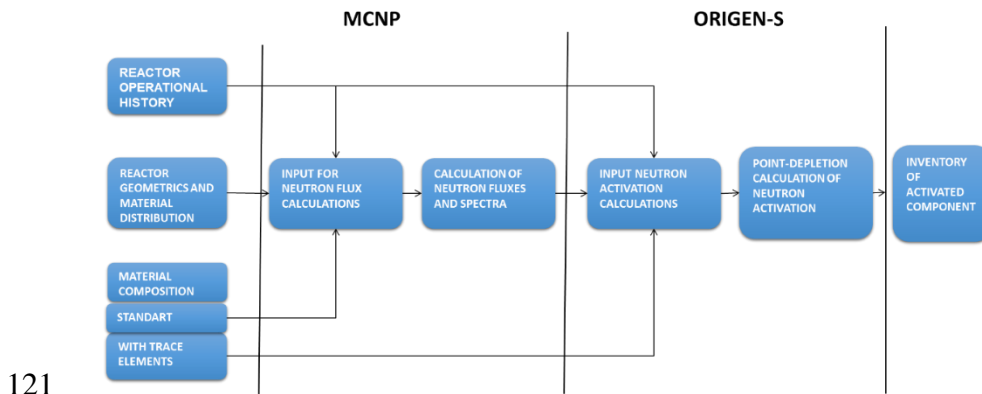 MCNP
ORIGEN-S
REACTOR
OPERATIONAL
HISTORY
REACTOR
GEOMETRICS AND
MATERIAL
DISTRIBUTION
INPUT FOR
NEUTRON FLUX
CALCULATIONS
CALCULATION OF
NEUTRON FLUXES
AND SPECTRA
INPUT NEUTRON
ACTIVATION
CALCULATIONS
POINT-DEPLETION
CALCULATION OF
NEUTRON
ACTIVATION
INVENTORY
OF
ACTIVATED
COMPONENT
MATERIAL
COMPOSITION
STANDART
WITH TRACE
ELEMENTS
121